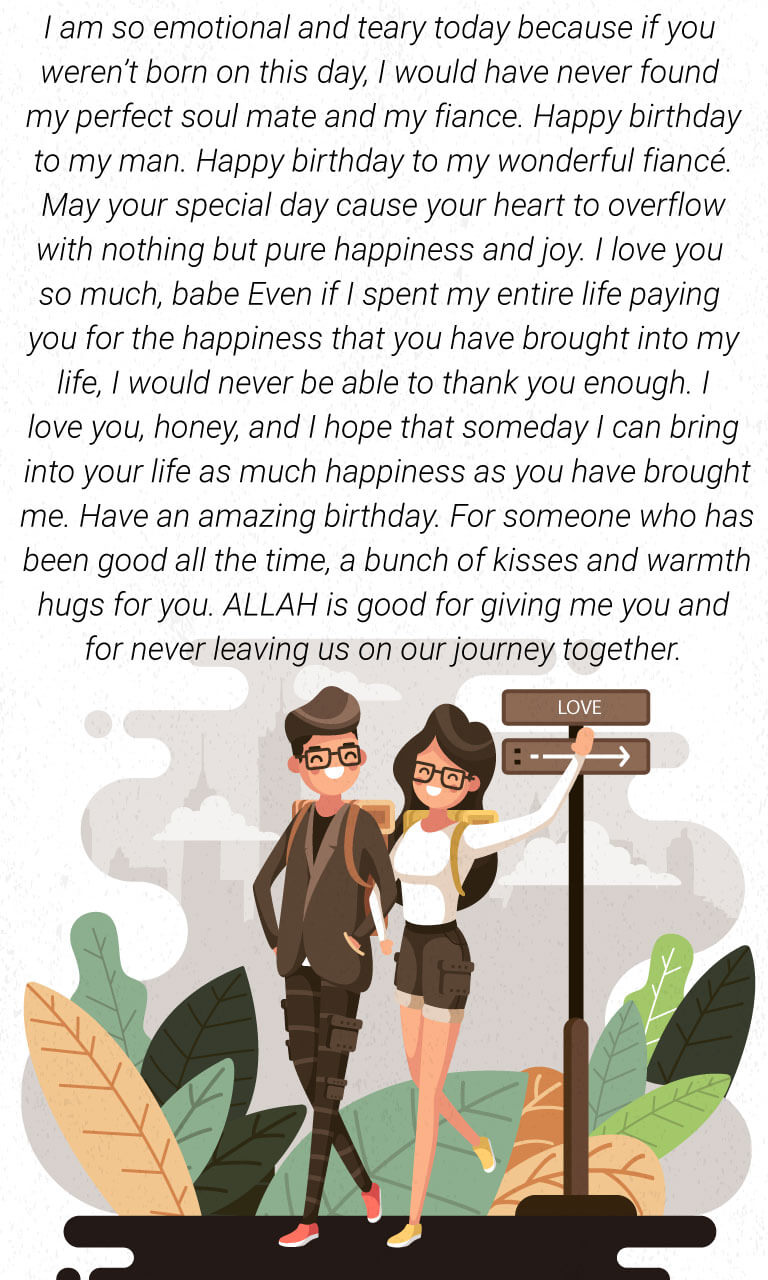 I am so emotional and teary today because if you
weren’t born on this day, I would have never found
my perfect soul mate and my fiance. Happy birthday
to my man. Happy birthday to my wonderful fiancé.
May your special day cause your heart to overflow
with nothing but pure happiness and joy. I love you
so much, babe Even if I spent my entire life paying
you for the happiness that you have brought into my
life, I would never be able to thank you enough. I
love you, honey, and I hope that someday I can bring
into your life as much happiness as you have brought
me. Have an amazing birthday. For someone who has
been good all the time, a bunch of kisses and warmth
hugs for you. ALLAH is good for giving me you and
for never leaving us on our journey together.
LOVE